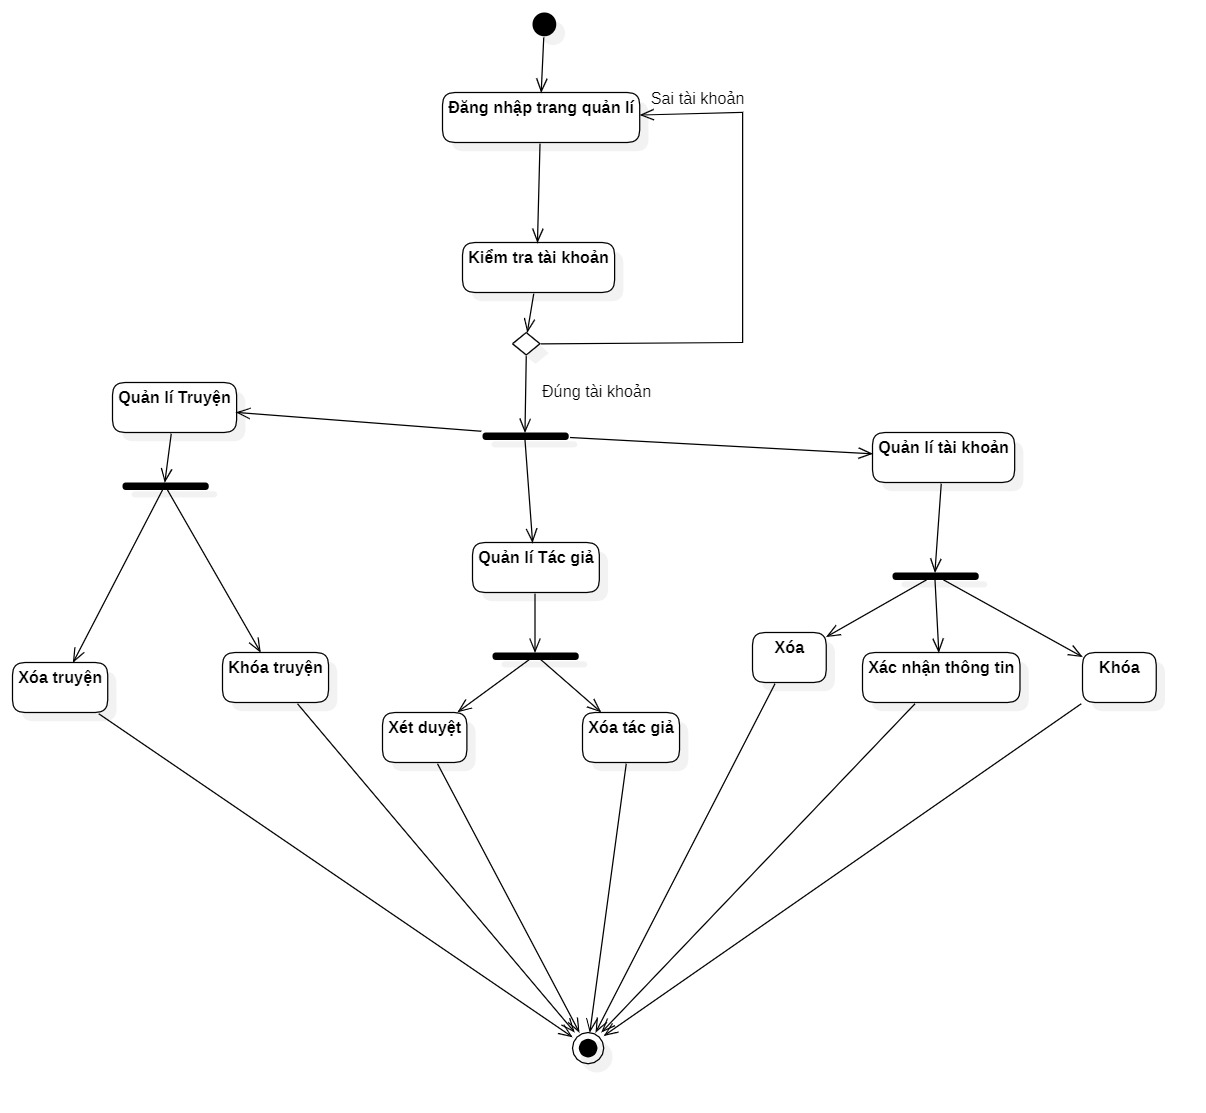 Đăng nhập trang quản lí
Sai tài khoản
Kiểm tra tài khoản
Đúng tài khoản
Quản lí Truyện
Quản lí tài khoản
Quản lí Tác giả
Xóa truyện
Khóa truyện
Xét duyệt
Xóa tác giả
Xóa
Xác nhận thông tin
Khóa